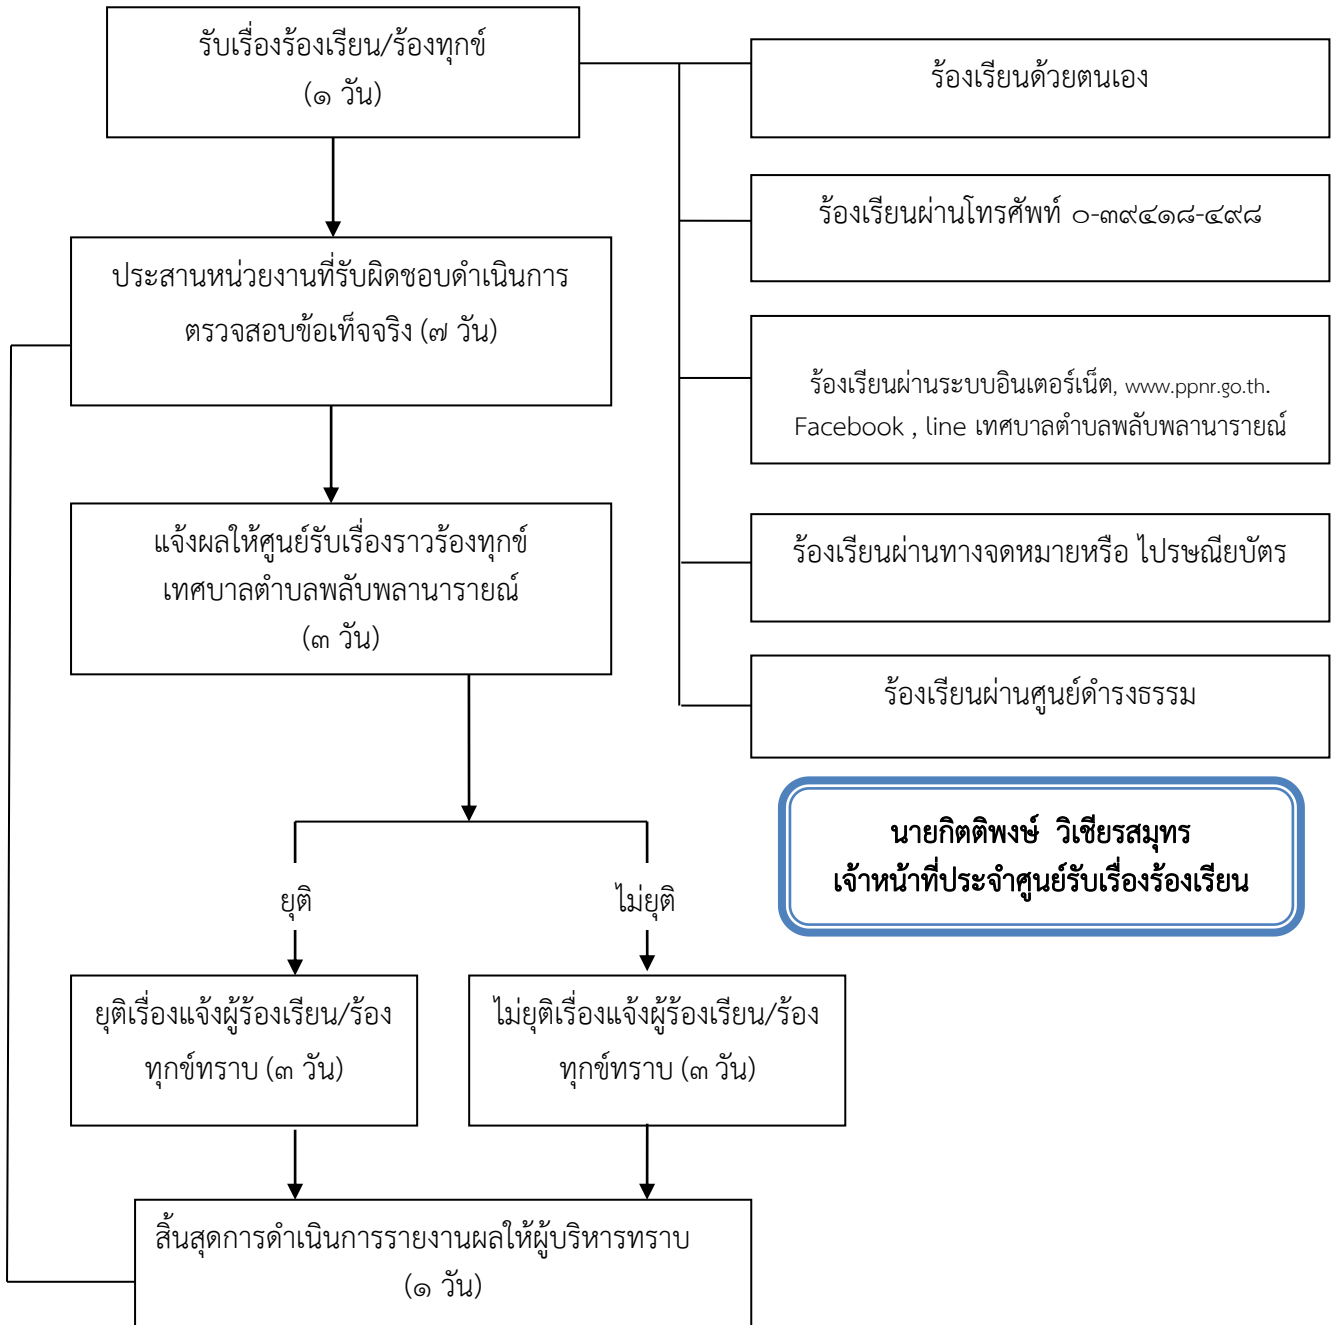 รับเรื่องร้องเรียน/ร้องทุกข์
(๑ วัน)
ร้องเรียนด้วยตนเอง
ร้องเรียนผ่านโทรศัพท์ ๐-๓๙๔๑๘-๔๙๘
ประสานหน่วยงานที่รับผิดชอบดำเนินการ
ตรวจสอบข้อเท็จจริง (๗ วัน)
ร้องเรียนผ่านระบบอินเตอร์เน็ต, www.ppnr.go.th.
Facebook , line เทศบาลตำบลพลับพลานารายณ์
แจ้งผลให้ศูนย์รับเรื่องราวร้องทุกข์
เทศบาลตำบลพลับพลานารายณ์
(๓ วัน)
ร้องเรียนผ่านทางจดหมายหรือ ไปรษณียบัตร
ร้องเรียนผ่านศูนย์ดำรงธรรม
นายกิตติพงษ์ วิเชียรสมุทร
เจ้าหน้าที่ประจำศูนย์รับเรื่องร้องเรียน
ยุติ
ไม่ยุติ
ยุติเรื่องแจ้งผู้ร้องเรียน/ร้อง
ทุกข์ทราบ (๓ วัน)
ไม่ยุติเรื่องแจ้งผู้ร้องเรียน/ร้อง
ทุกข์ทราบ (๓ วัน)
สิ้นสุดการดำเนินการรายงานผลให้ผู้บริหารทราบ
(๑ วัน)